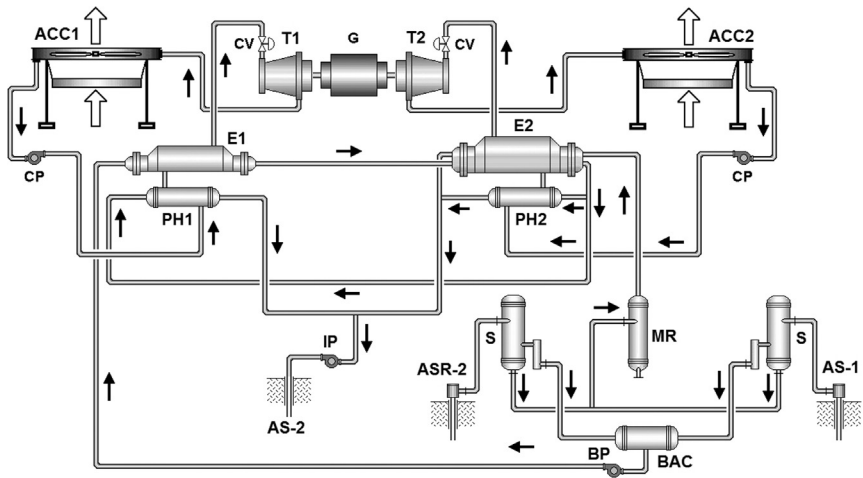 ACC1
CV
T1
G
T2
CV
ACC2
E1
E2
CP
CP
PH1
PH2
IP
S
MR
S
ASR-2
AS-1
AS-2
BP
BAC